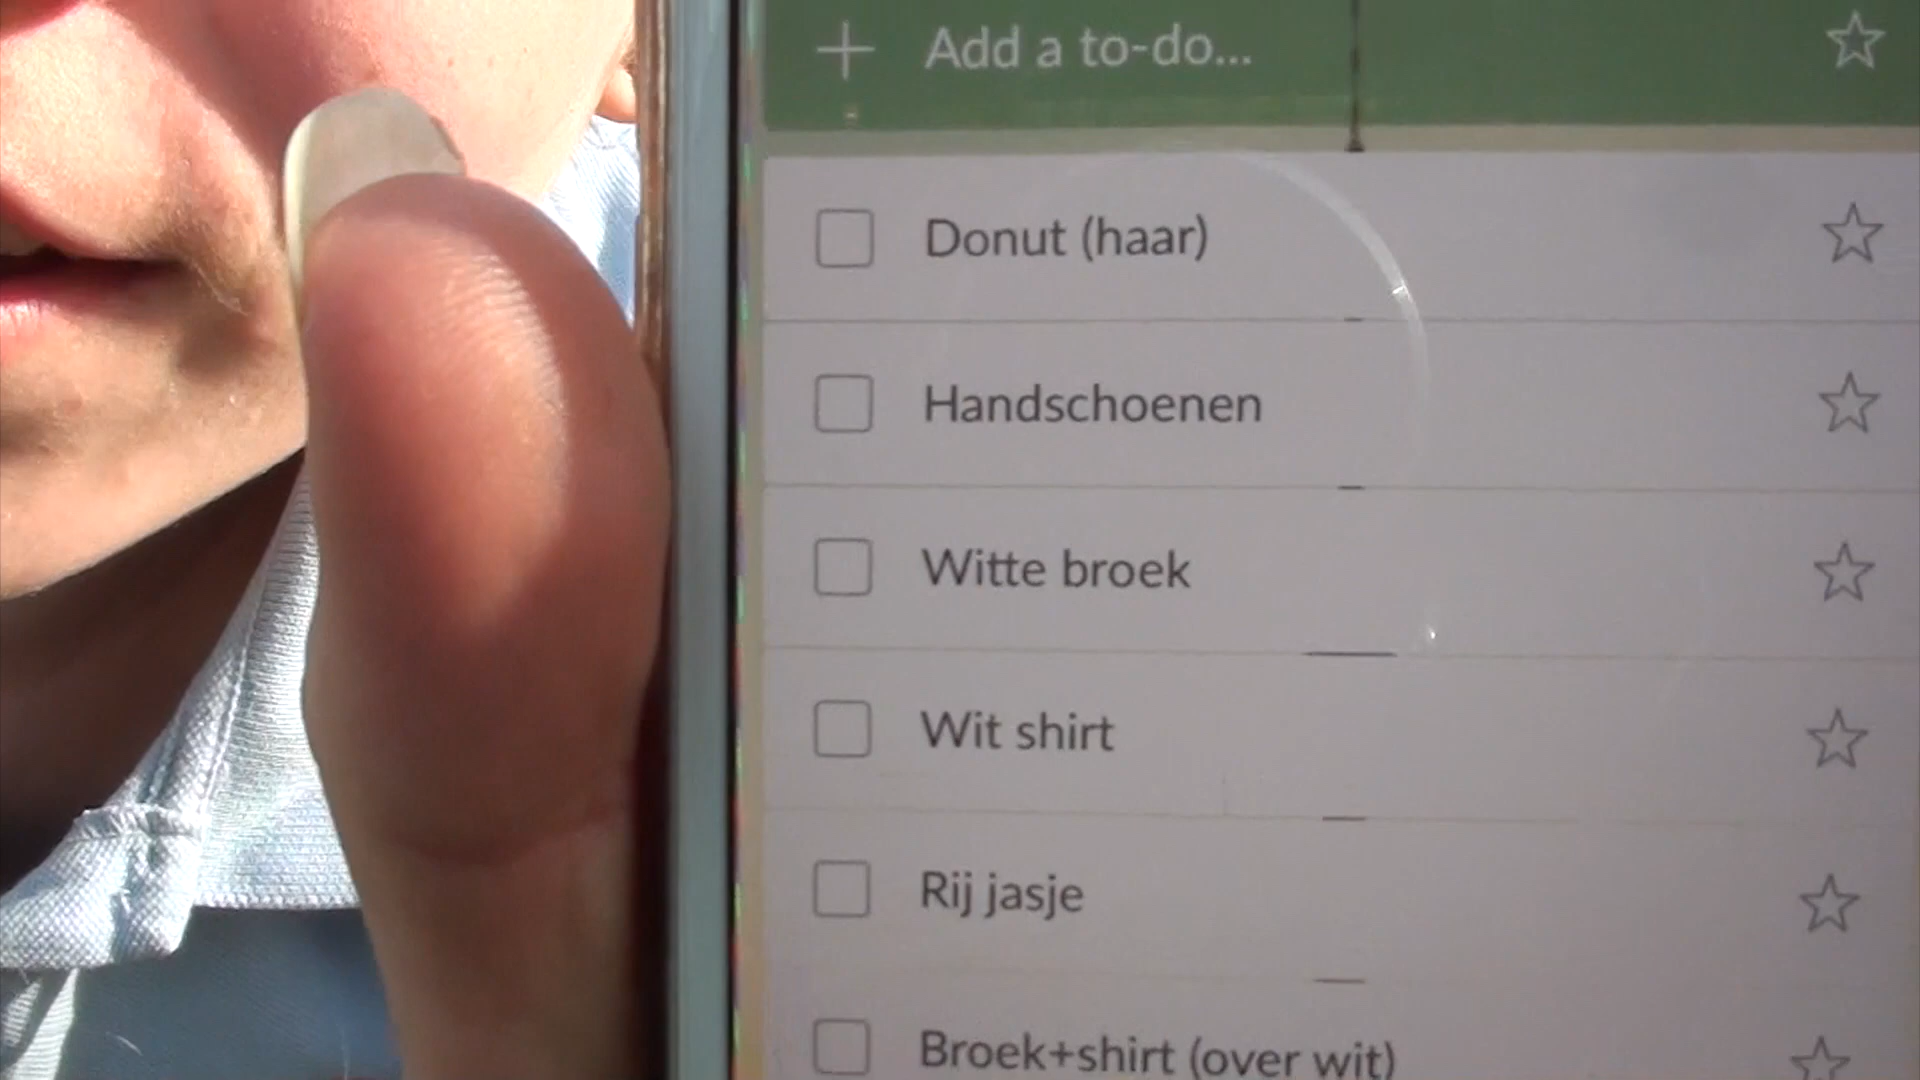 Add a to-do...
Donut (haar)
Handschoenen
Witte broek
Wit shirt
Rij jasje
Broek+shirt (over wit)